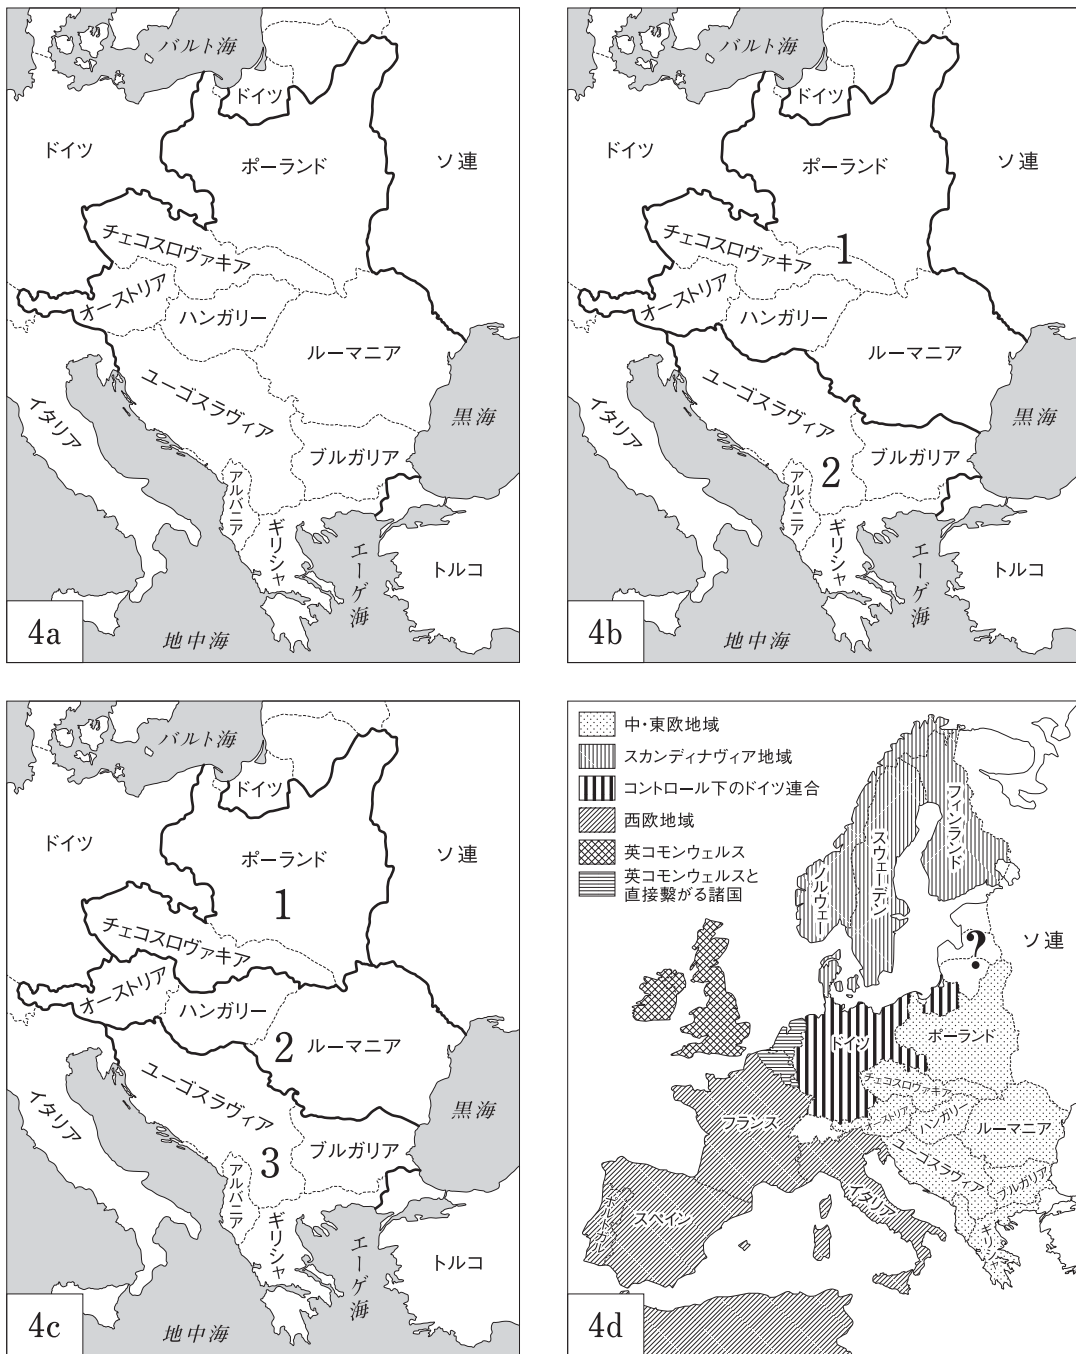 バルト海
ドイツ
ドイツ
ポーランド
ソ連
チェコスロヴァキア
オーストリア
ハンガリー
ルーマニア
ユーゴスラヴィア
イタリア
黒海
ブルガリア
アルバニア
ギリシャ
エーゲ海
トルコ
地中海
4a
バルト海
ドイツ
ドイツ
ポーランド
ソ連
チェコスロヴァキア
1
オーストリア
ハンガリー
ルーマニア
ユーゴスラヴィア
イタリア
黒海
ブルガリア
2
アルバニア
ギリシャ
エーゲ海
トルコ
地中海
4b
バルト海
ドイツ
ドイツ
ポーランド
ソ連
1
チェコスロヴァキア
オーストリア
ハンガリー
2
ルーマニア
ユーゴスラヴィア
イタリア
黒海
ブルガリア
3
アルバニア
ギリシャ
エーゲ海
トルコ
地中海
4c
中・東欧地域
スカンディナヴィア地域
コントロール下のドイツ連合
西欧地域
英コモンウェルス
英コモンウェルスと
直接繋がる諸国
フィンランド
スウェーデン
ノルウェー
?
ソ連
ポーランド
ドイツ
チェコスロヴァキア
オーストリア
ハンガリー
ルーマニア
フランス
ユーゴスラヴィア
ブルガリア
イタリア
ギリシャ
スペイン
ポルトガル
4d